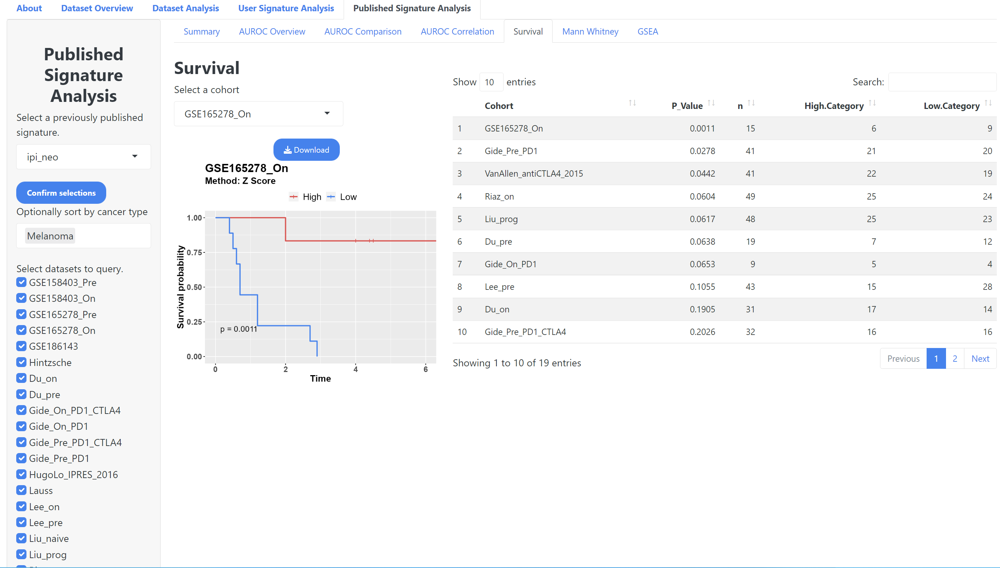 About Dataset Overview Dataset Analysis User Signature Analysis Published Signature Analysis
Published
Signature
Analysis
Select a previously published
signature.
ipi_neo
Confirm selections
Optionally sort by cancer type
Melanoma
Select datasets to query.
GSE158403_Pre
GSE158403_On
GSE165278_Pre
GSE165278_On
GSE186143
Hintzsche
Du_on
Du_pre
Gide_On_PD1_CTLA4
Gide_On_PD1
Gide_Pre_PD1_CTLA4
Gide_Pre_PD1
HugoLo_IPRES_2016
Lauss
Lee_on
Lee_pre
Liu_naive
Liu_prog
Summary AUROC Overview AUROC Comparison AUROC Correlation Survival Mann Whitney GSEA
Survival
Select a cohort
GSE165278_On
Download
GSE165278_On
Method: Z Score
High Low
Survival probability
1.00
0.75
0.50
0.25
0.00
p = 0.0011
0 2 4 6
Time
Show 10 entries
Search:
Cohort P_Value n High.Category Low.Category
1 GSE165278_On 0.0011 15 6 9
2 Gide_Pre_PD1 0.0278 41 21 20
3 VanAllen_antiCTLA4_2015 0.0442 41 22 19
4 Riaz_on 0.0604 49 25 24
5 Liu_prog 0.0617 48 25 23
6 Du_pre 0.0638 19 7 12
7 Gide_On_PD1 0.0653 9 5 4
8 Lee_pre 0.1055 43 15 28
9 Du_on 0.1905 31 17 14
10 Gide_Pre_PD1_CTLA4 0.2026 32 16 16
Showing 1 to 10 of 19 entries
Previous 1 2 Next